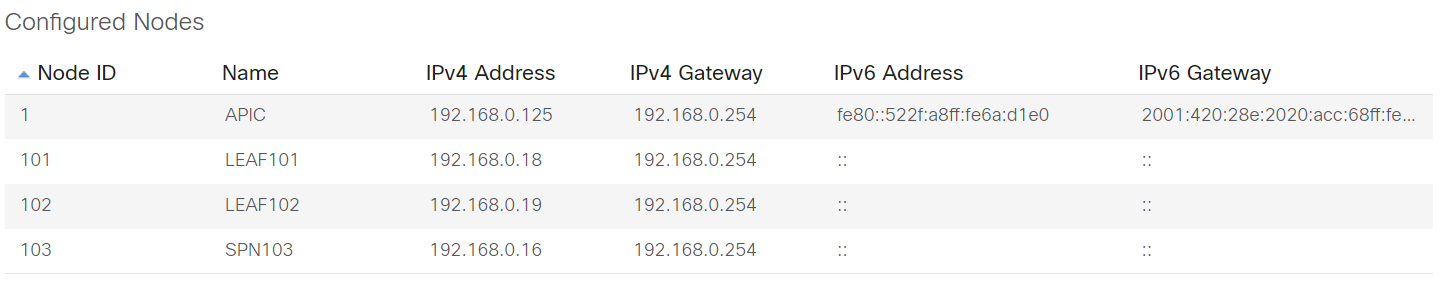 Configured Nodes
Node ID Name IPv4 Address IPv4 Gateway IPv6 Address IPv6 Gateway
1 APIC 192.168.0.125 192.168.0.254 fe80::522f:a8ff:fe6a:d1e0 2001:420:28e:2020:acc:68ff:fe...
101 LEAF101 192.168.0.18 192.168.0.254 :: ::
102 LEAF102 192.168.0.19 192.168.0.254 :: ::
103 SPN103 192.168.0.16 192.168.0.254 :: ::